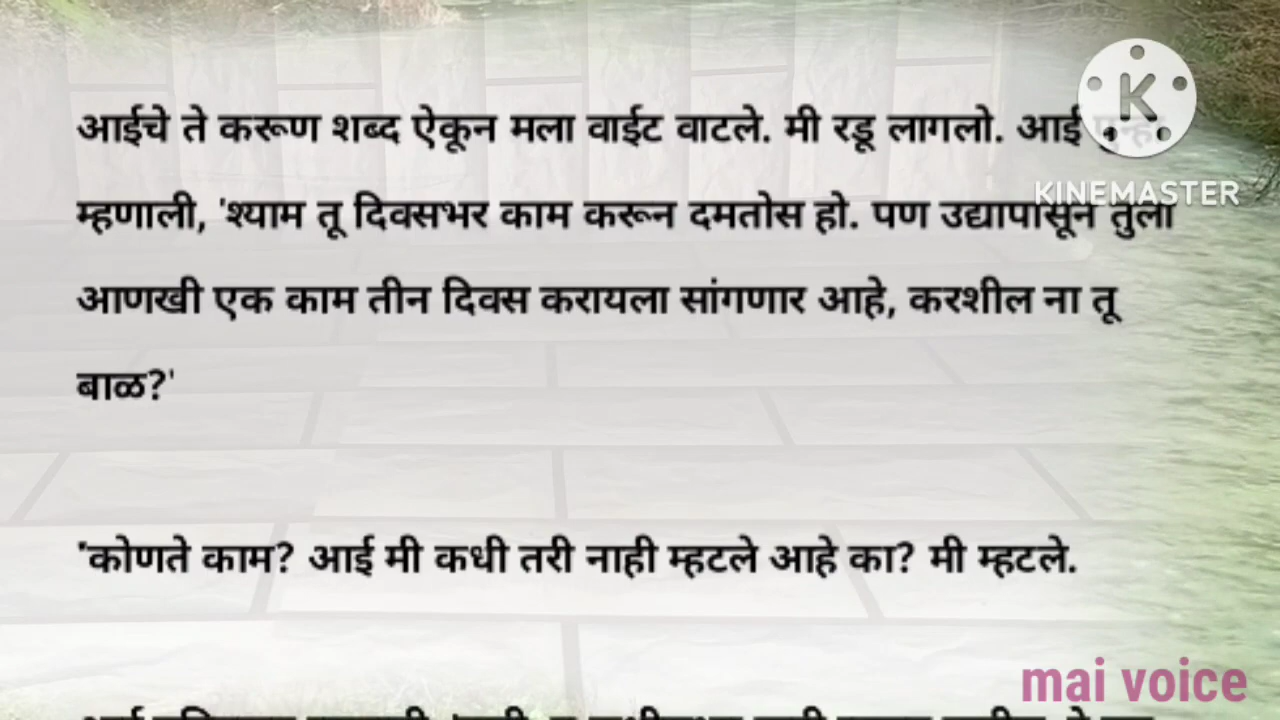 आईचे ते करूण शब्द ऐकून मला वाईट वाटले. मी रडू लागलो. आई
म्हणाली, 'श्याम तू दिवसभर काम करून दमतोस हो. पण उद्यापासून तुला
आणखी एक काम तीन दिवस करायला सांगणार आहे, करशील ना तू
बाळ?'
'कोणते काम? आई मी कधी तरी नाही म्हटले आहे का? मी म्हटले.
K
KINEMASTER
mai voice